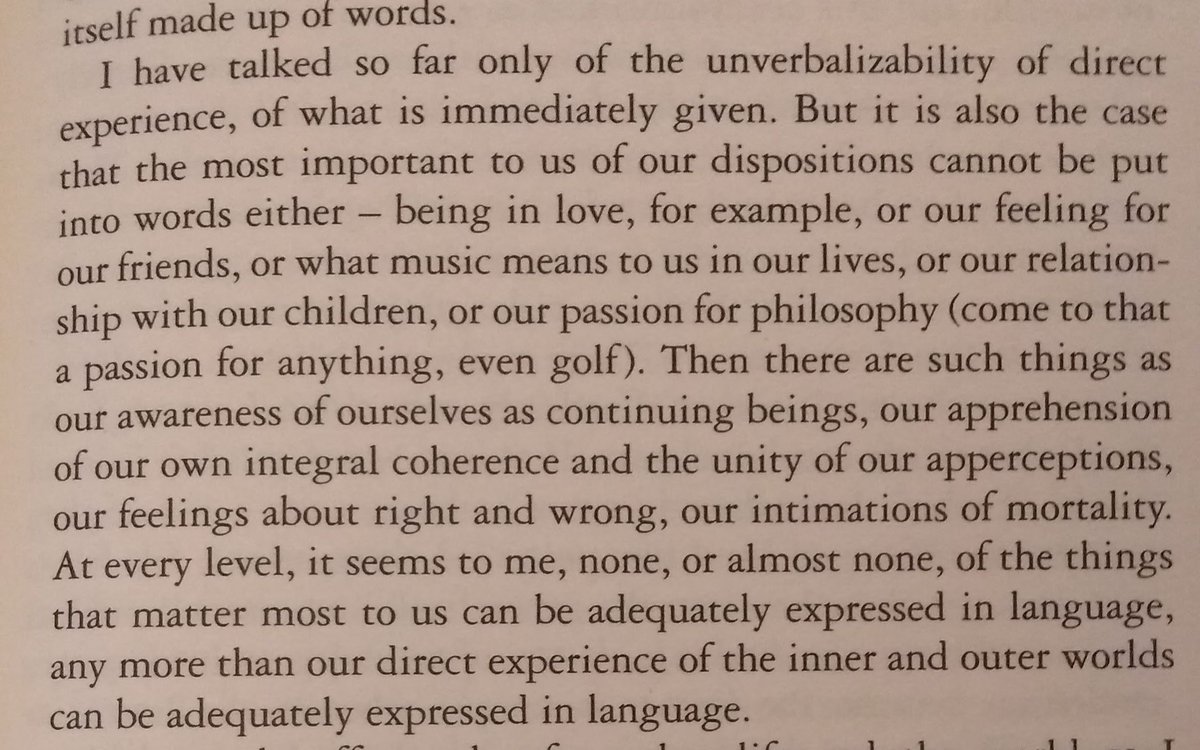 itself made up of words.
I have talked so far only of the unverbalizability of direct
experience, of what is immediately given. But it is also the case
that the most important to us of our dispositions cannot be put
into words either – being in love, for example, or our feeling for
our friends, or what music means to us in our lives, or our relation-
ship with our children, or our passion for philosophy (come to that
a passion for anything, even golf). Then there are such things as
our awareness of ourselves as continuing beings, our apprehension
of our own integral coherence and the unity of our apperceptions,
our feelings about right and wrong, our intimations of mortality.
At every level, it seems to me, none, or almost none, of the things
that matter most to us can be adequately expressed in language,
any more than our direct experience of the inner and outer worlds
can be adequately expressed in language.